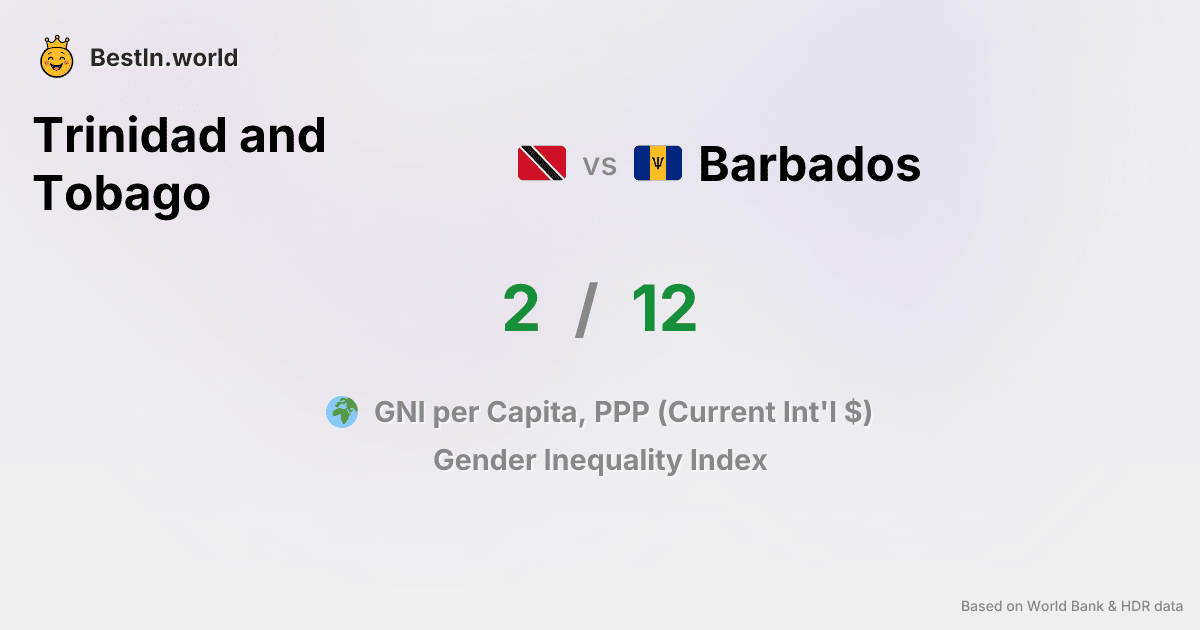 BestIn.world
Trinidad and
Tobago
vs
Barbados
2 / 12
GNI per Capita, PPP (Current Int'l $)
Gender Inequality Index
Based on World Bank & HDR data